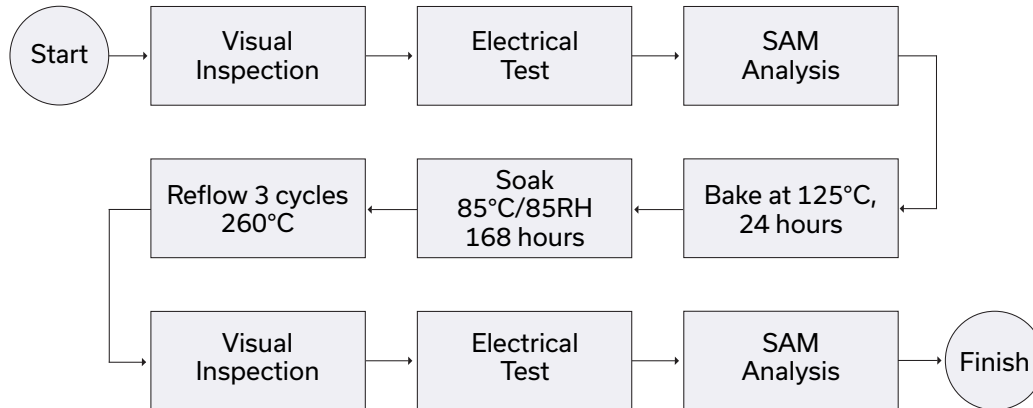 Start
Visual
Inspection
Electrical
Test
SAM
Analysis
Bake at 125°C,
24 hours
Soak
85°C/85RH
168 hours
Reflow 3 cycles
260°C
Visual
Inspection
Electrical
Test
SAM
Analysis
Finish